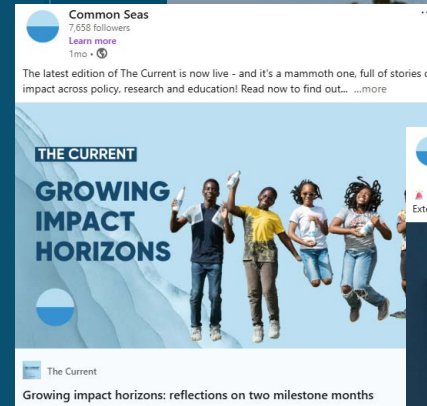 Common Seas
7,658 followers
Learn more
1mo •
The latest edition of The Current is now live - and it's a mammoth one, full of stories
impact across policy, research and education! Read now to find out... ...more
THE CURRENT
GROWING
IMPACT
HORIZONS
The Current
Growing impact horizons: reflections on two milestone months